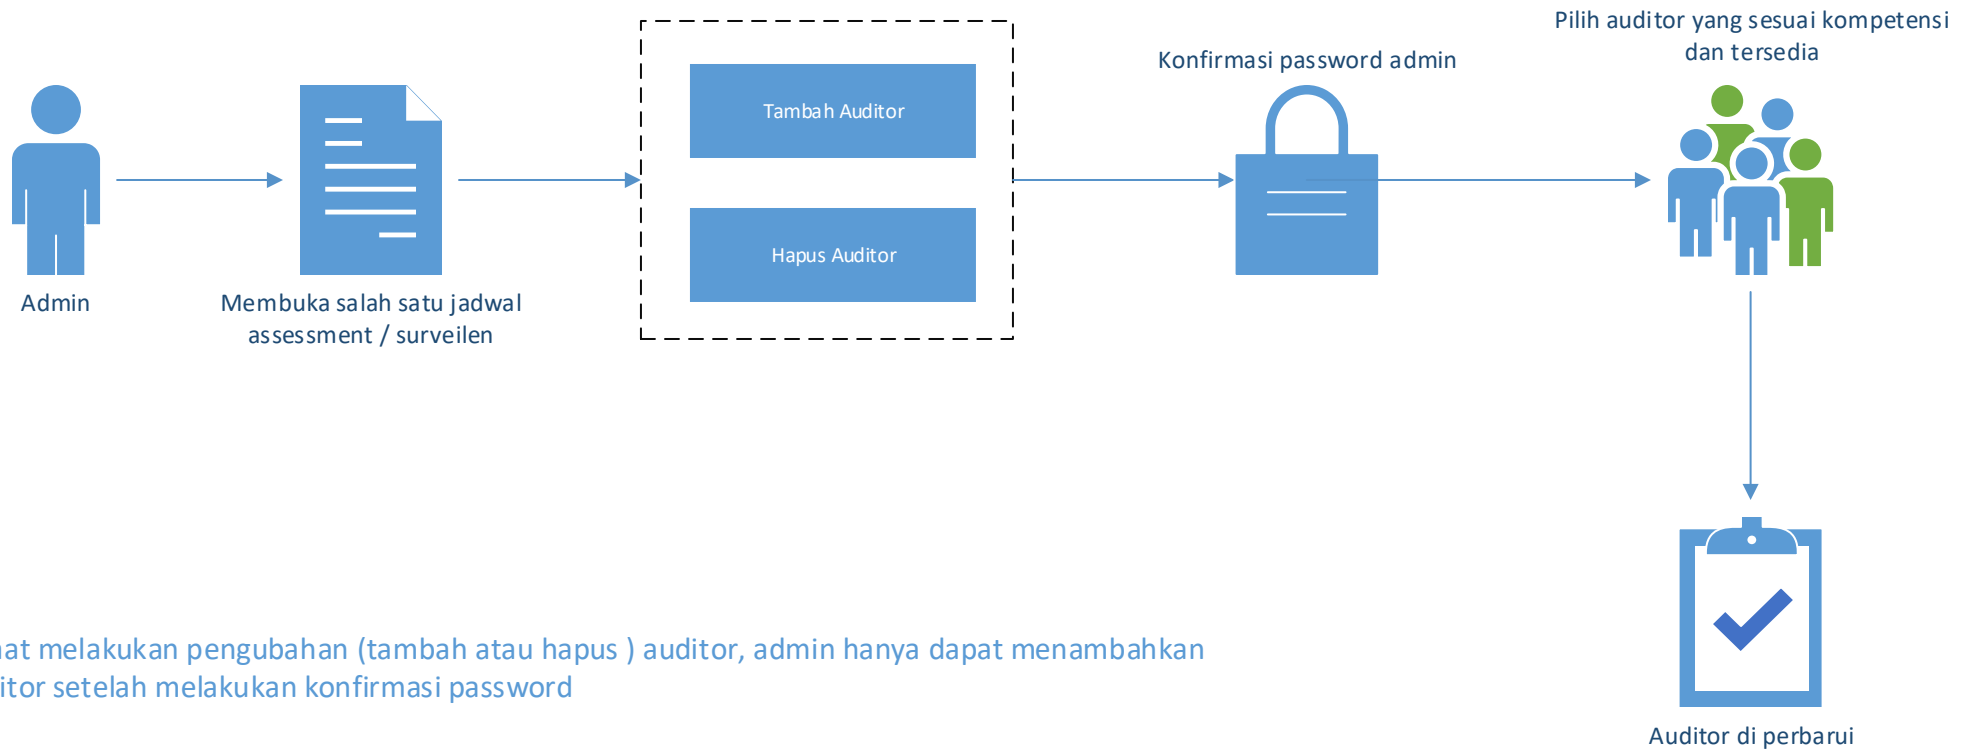 Pilih auditor yang sesuai kompetensi
dan tersedia
Konfirmasi password admin
Tambah Auditor
Hapus Auditor
Admin
Membuka salah satu jadwal
assessment / surveilen
melakukan pengubahan (tambah atau hapus ) auditor, admin hanya dapat menambahkan
setelah melakukan konfirmasi password
Auditor di perbarui